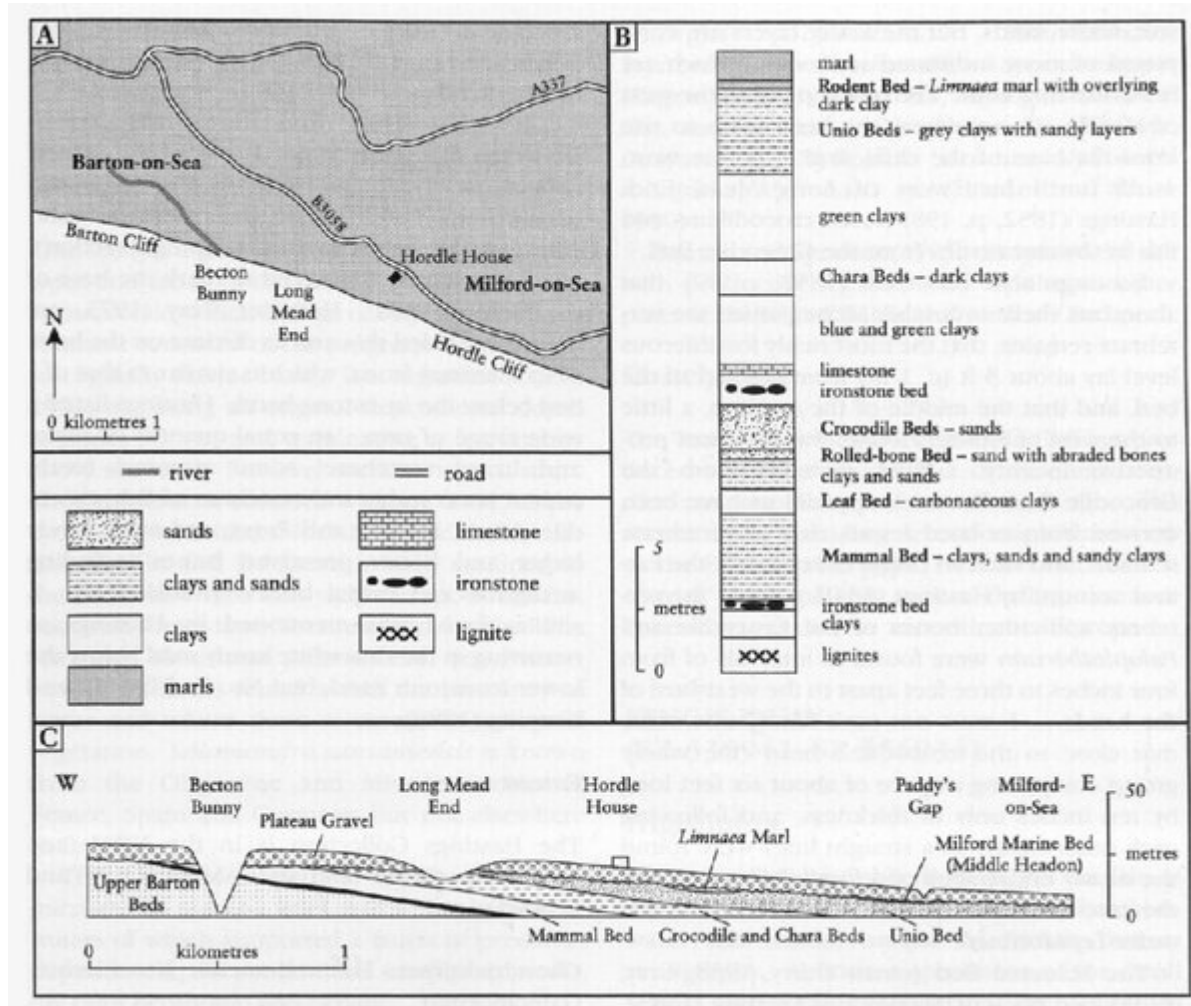 A
A337
Barton-on-Sea
B3058
Barton Cliff
Becton
Bunny
Long
Mead
End
Hordle House
Milford-on-Sea
Hordle Cliff
N
0 kilometres 1
river
road
sands
limestone
clays and sands
ironstone
clays
lignite
marls
B
marl
Rodent Bed – Limnaea marl with overlying
dark clay
Unio Beds – grey clays with sandy layers
green clays
Chara Beds – dark clays
blue and green clays
limestone
ironstone bed
Crocodile Beds – sands
Rolled-bone Bed – sand with abraded bones
clays and sands
Leaf Bed – carbonaceous clays
Mammal Bed – clays, sands and sandy clays
ironstone bed
clays
lignites
5
metres
0
C
W
Becton
Bunny
Long Mead
End
Hordle
House
Paddy's
Gap
Milford-
on-Sea
E
50
metres
0
Plateau Gravel
Limnaea Marl
Milford Marine Bed
(Middle Headon)
Upper Barton
Beds
Mammal Bed
Crocodile and Chara Beds
Unio Bed
0 kilometres 1